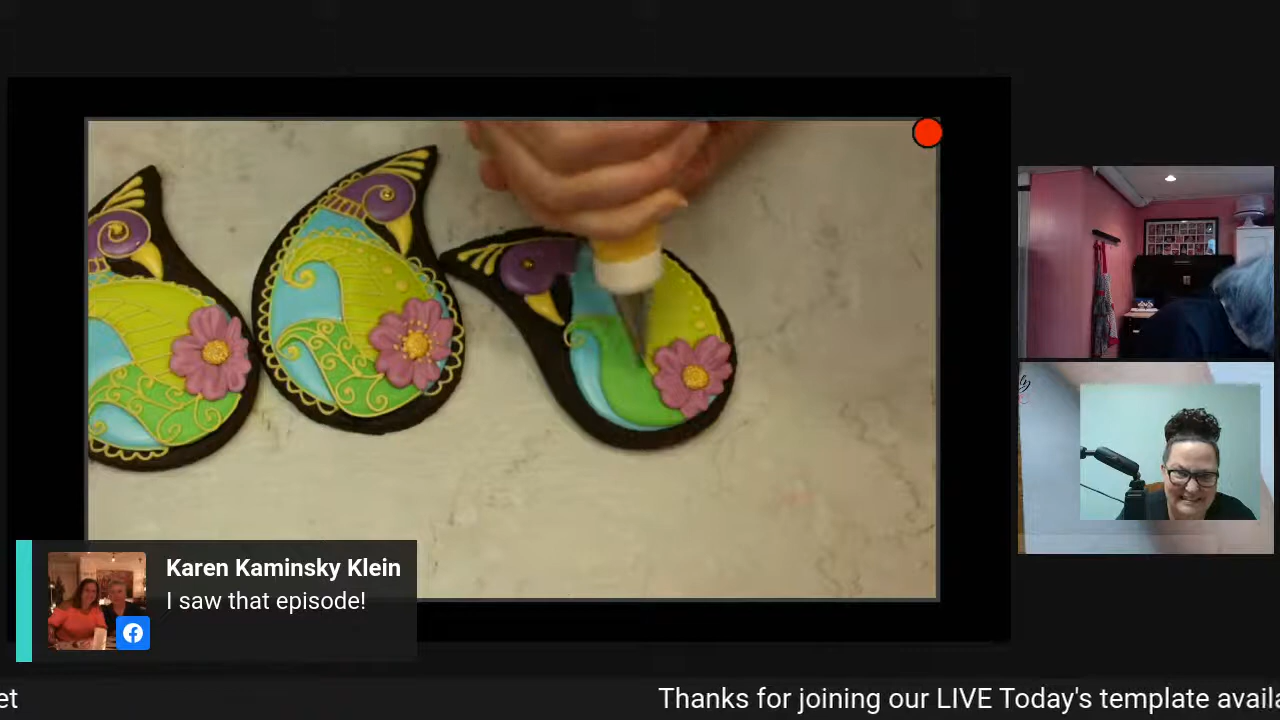 Karen Kaminsky Klein
I saw that episode!
et
Thanks for joining our LIVE Today's template availa